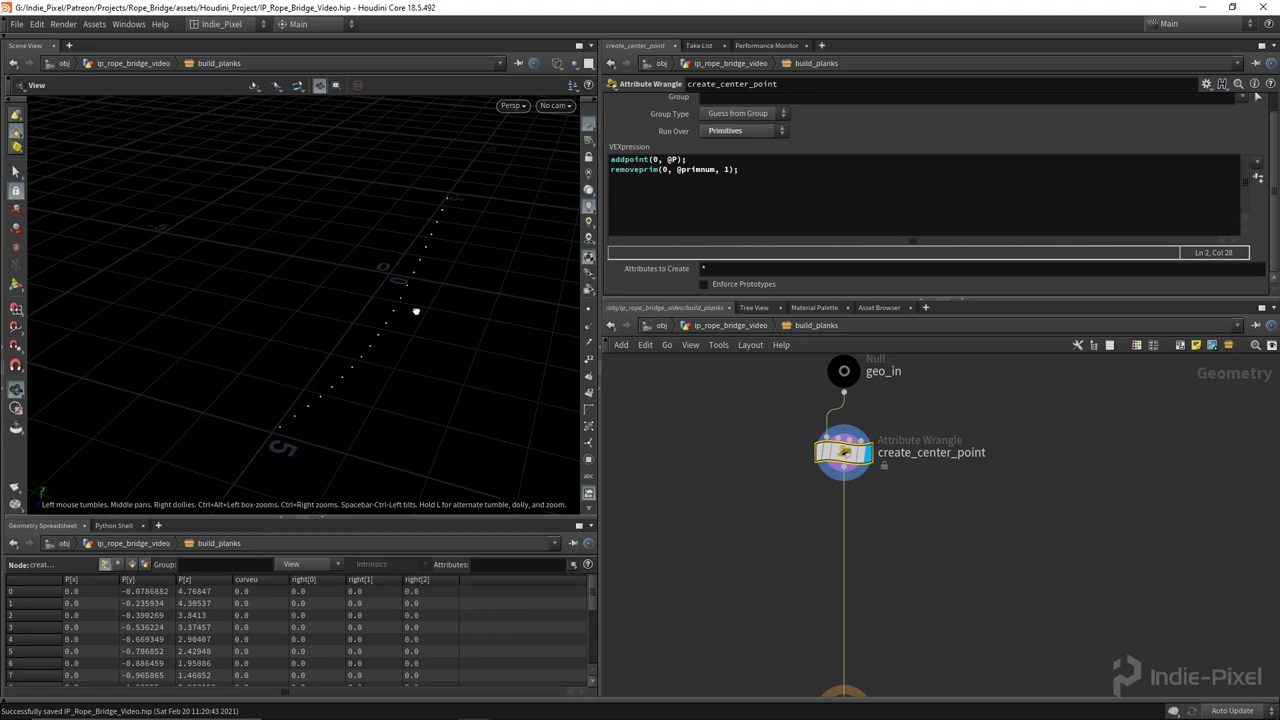 G:/Indie_Pixel/Patreon/Projects/Rope_Bridge/assets/Houdini_Project/IP_Rope_Bridge_Video.hip - Houdini Core 18.5.492
File Edit Render Assets Windows Help Indie_Pixel Main Main
Scene View
obj ip_rope_bridge_video build_planks
View
Persp No cam
5
Left mouse tumbles. Middle pans. Right dollies. Ctrl+Alt+Left box-zooms. Ctrl+Right zooms. Spacebar-Ctrl-Left tilts. Hold L for alternate tumble, dolly, and zoom.
create_center_point Take List Performance Monitor
obj ip_rope_bridge_video build_planks
Attribute Wrangle create_center_point
Group
Group Type Guess from Group
Run Over Primitives
VEXpression
addpoint(0, @P);
removeprim(0, @primnum, 1);
Ln 2, Col 28
Attributes to Create *
Enforce Prototypes
/obj/ip_rope_bridge_video/build_planks Tree View Material Palette Asset Browser
obj ip_rope_bridge_video build_planks
Add Edit Go View Tools Layout Help
Geometry
Null
geo_in
Attribute Wrangle
create_center_point
Indie-Pixel
Geometry Spreadsheet Python Shell
obj ip_rope_bridge_video build_planks
Node: creat... Group: View Intrinsics Attributes:
P[x] P[y] P[z] curveu right[0] right[1] right[2]
0 0.0 -0.0786882 4.76847 0.0 0.0 0.0 0.0
1 0.0 -0.235934 4.30537 0.0 0.0 0.0 0.0
2 0.0 -0.390269 3.8413 0.0 0.0 0.0 0.0
3 0.0 -0.536224 3.37457 0.0 0.0 0.0 0.0
4 0.0 -0.669349 2.90407 0.0 0.0 0.0 0.0
5 0.0 -0.786852 2.42948 0.0 0.0 0.0 0.0
6 0.0 -0.886459 1.95086 0.0 0.0 0.0 0.0
7 0.0 -0.965865 1.46852 0.0 0.0 0.0 0.0
Successfully saved IP_Rope_Bridge_Video.hip (Sat Feb 20 11:20:43 2021)
Auto Update